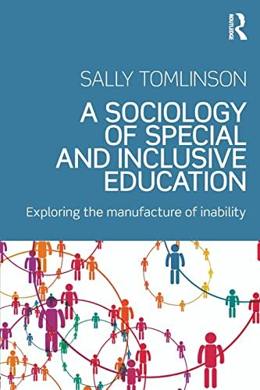 Routledge
SALLY TOMLINSON
A SOCIOLOGY
OF SPECIAL
AND INCLUSIVE
EDUCATION
Exploring the manufacture of inability